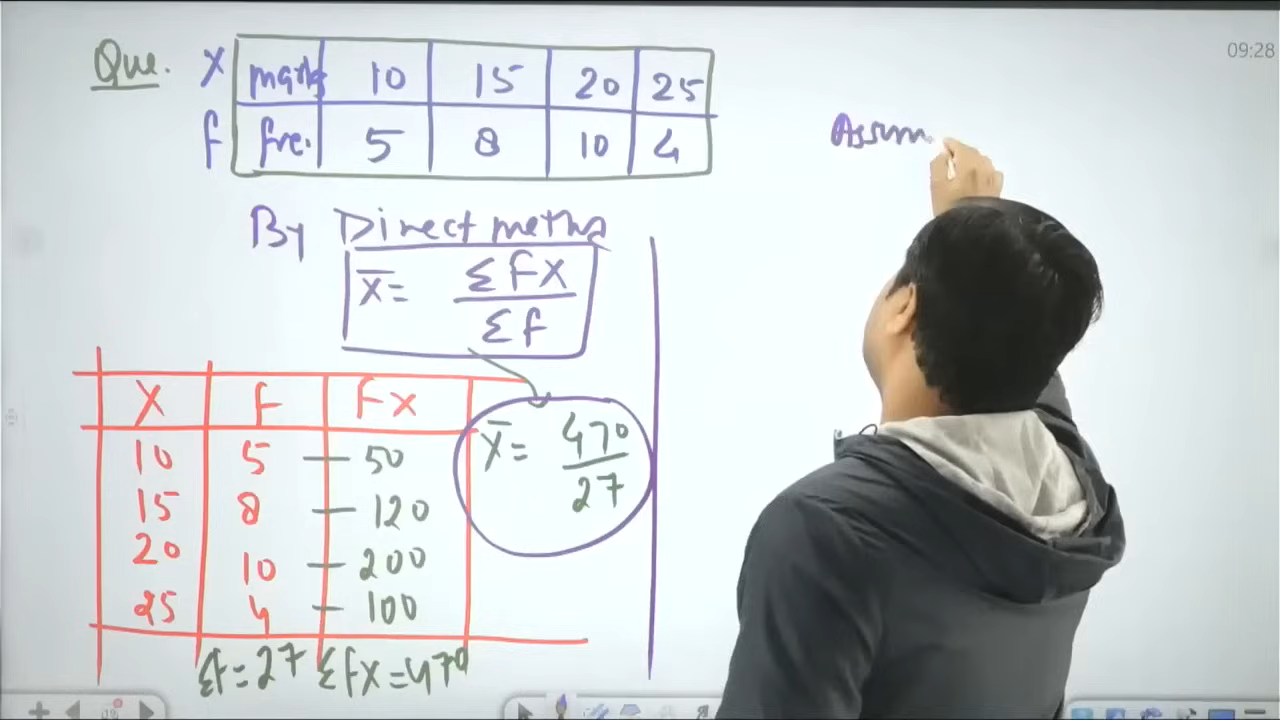 Que. X mark 10 15 20 25
f fre. 5 8 10 4
Assum
By Direct metho
X̄ = Σfx / Σf
X F Fx
10 5 50
15 8 120
20 10 200
25 4 100
Σf=27 Σfx=470
X̄ = 470 / 27
09:28